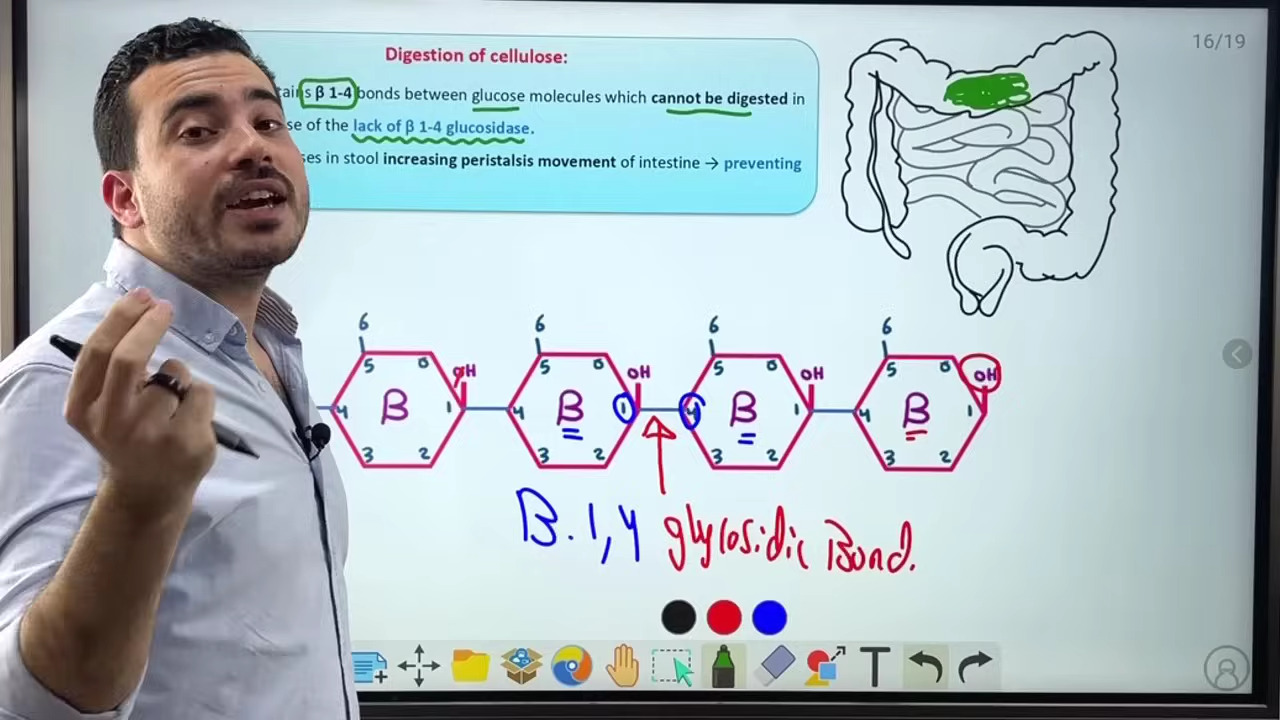 16/19
Digestion of cellulose:
β 1-4 bonds between glucose molecules which cannot be digested in
of the lack of β 1-4 glucosidase.
in stool increasing peristalsis movement of intestine → preventing
6 6 6 6
5 O OH 5 O OH 5 O OH 5 O OH
4 β 1 4 β 1 4 β 1 4 β 1
3 2 3 2 3 2 3 2
B. 1,4 glycosidic Bond.
T